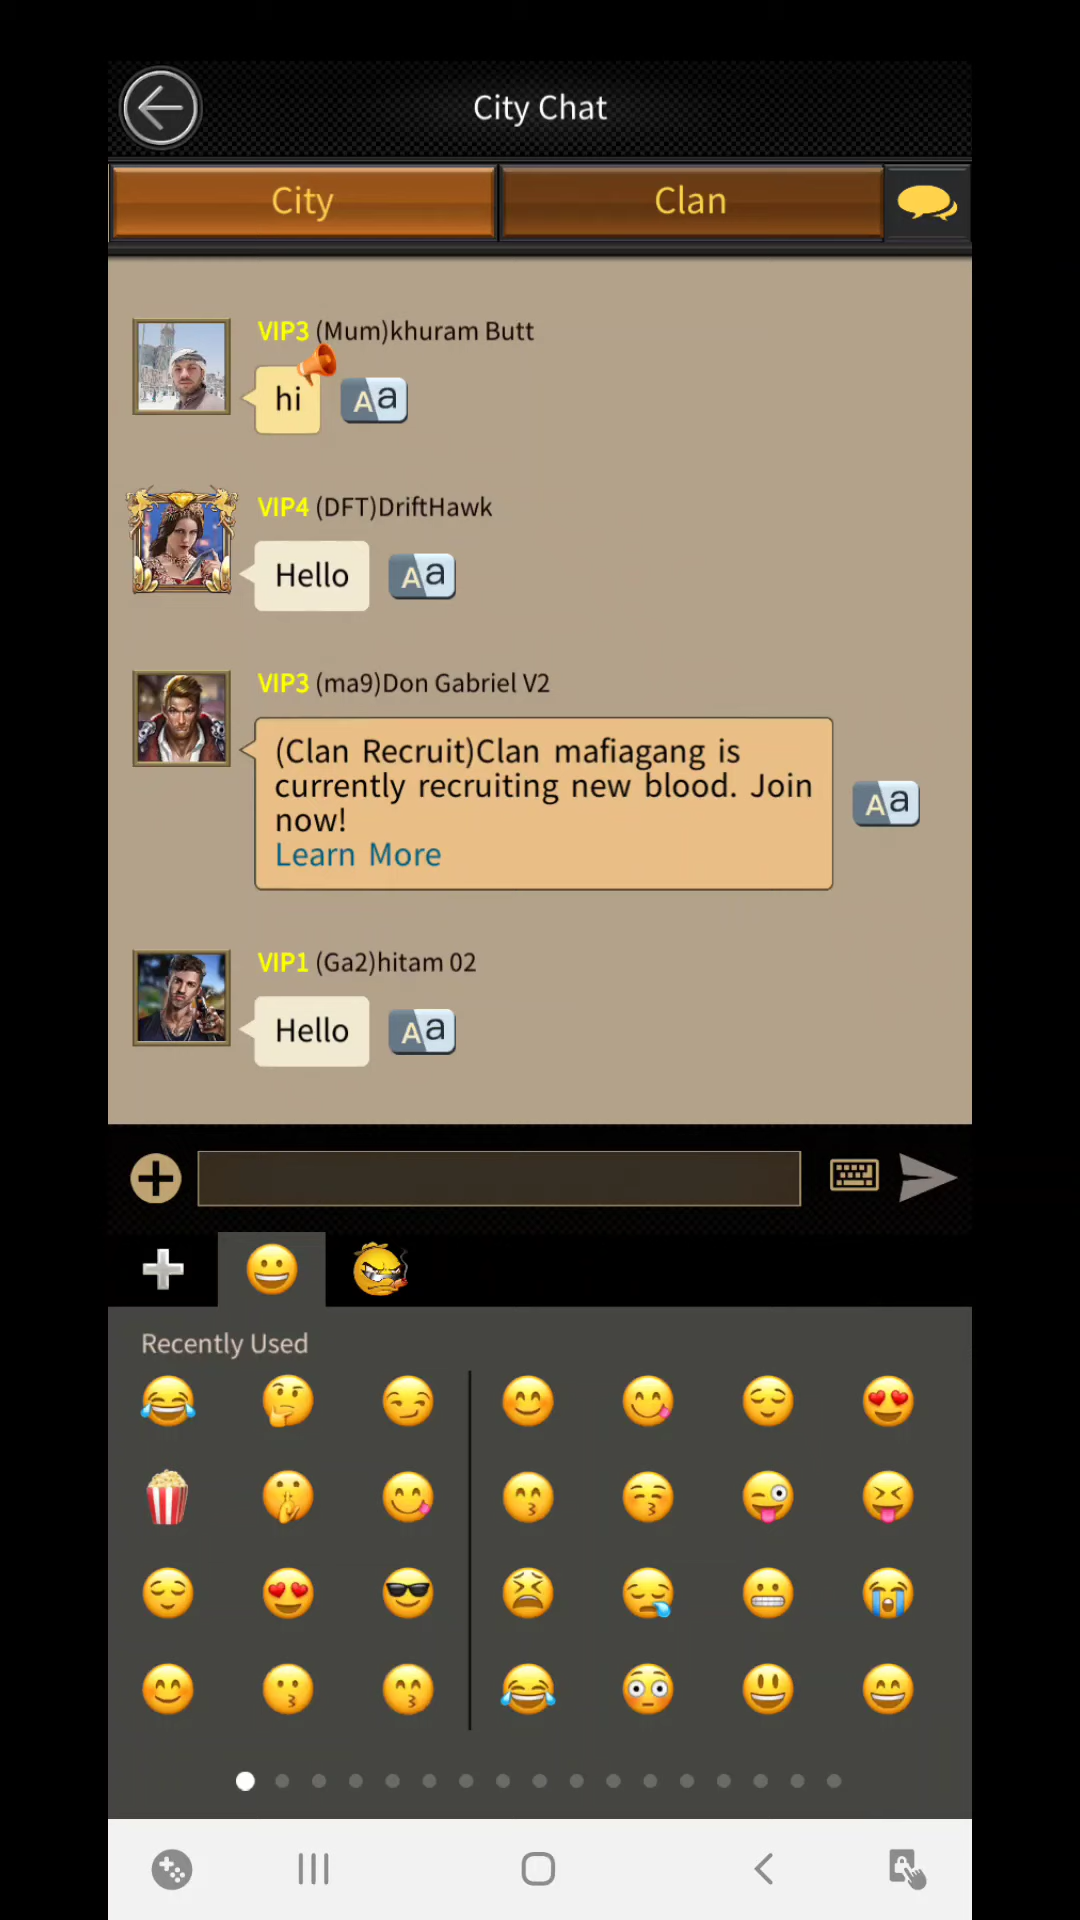 City Chat
City
Clan
VIP3 (Mum)khuram Butt
hi
Aa
VIP4 (DFT)DriftHawk
Hello
Aa
VIP3 (ma9)Don Gabriel V2
(Clan Recruit)Clan mafiagang is
currently recruiting new blood. Join
now!
Learn More
Aa
VIP1 (Ga2)hitam 02
Hello
Aa
Recently Used